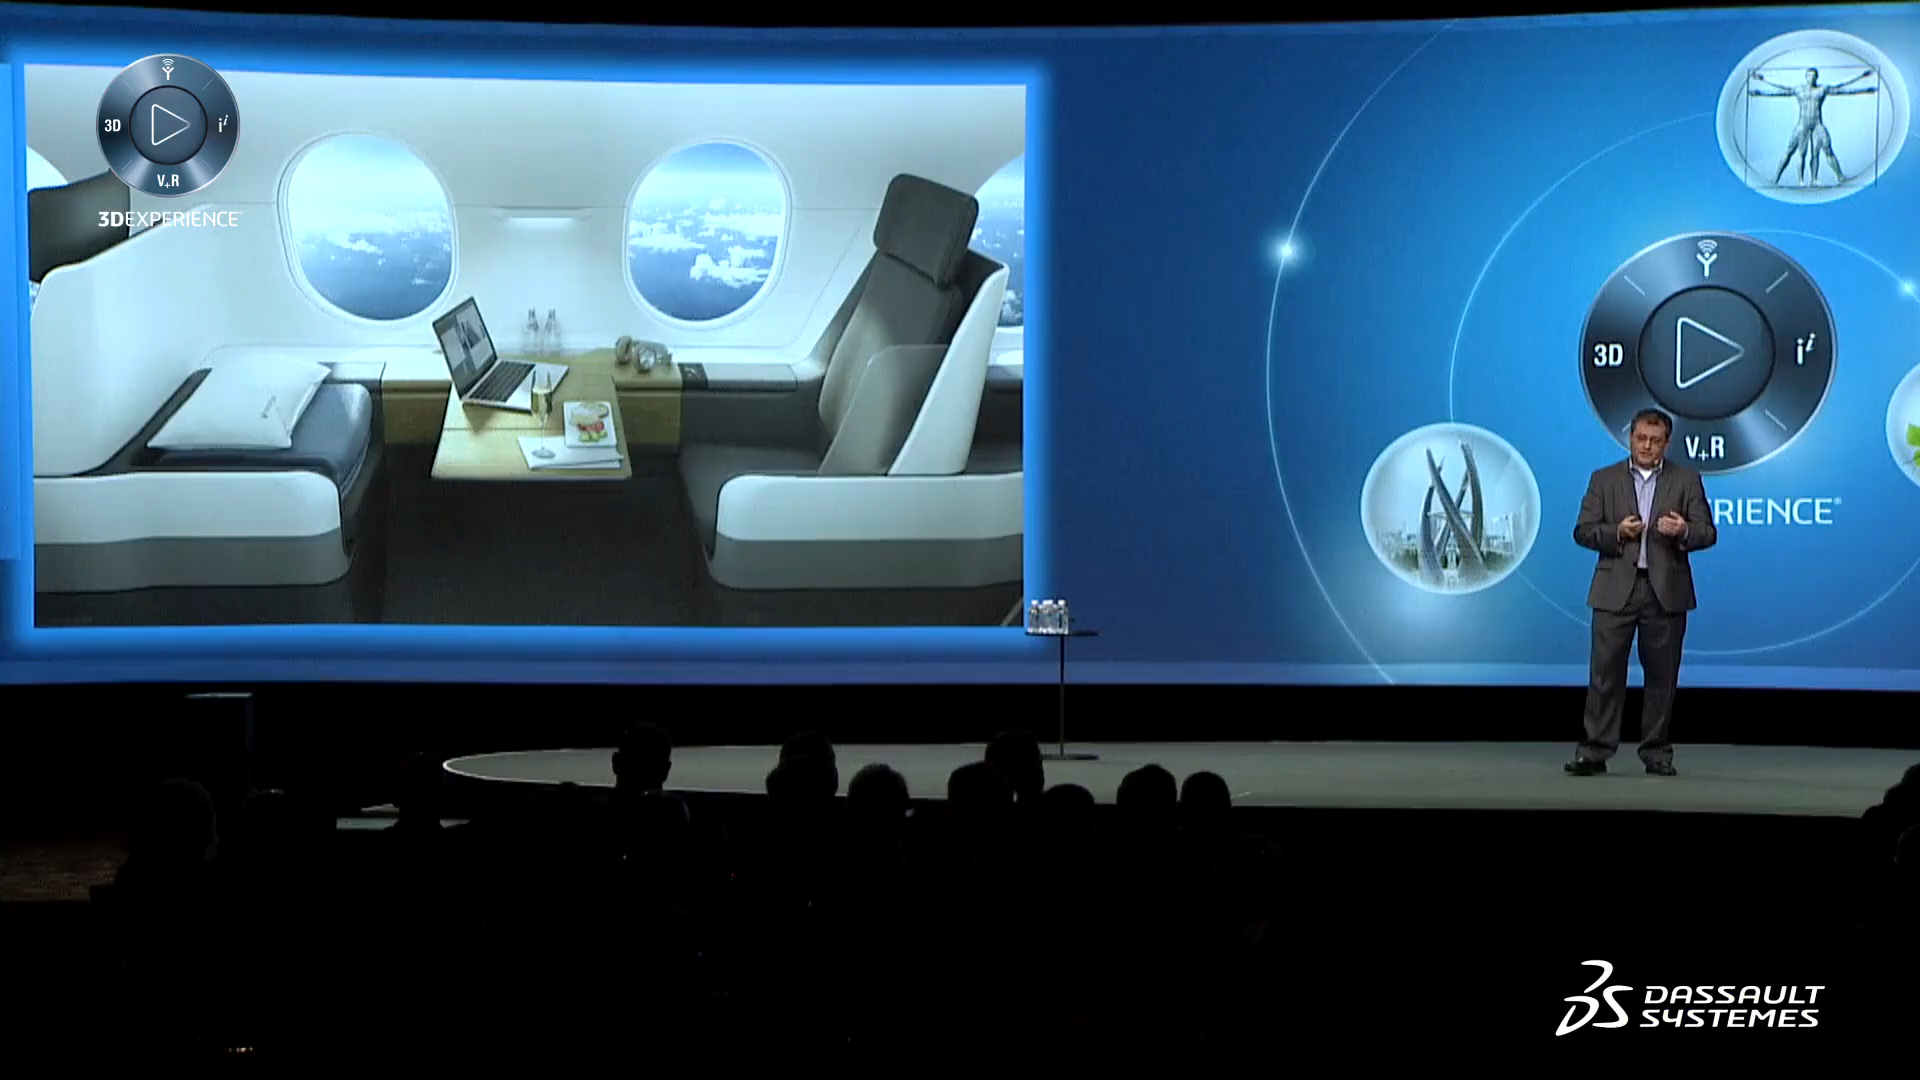 3D
i i
V+R
3DEXPERIENCE
3D
i i
V+R
RIENCE
DASSAULT
SYSTEMES